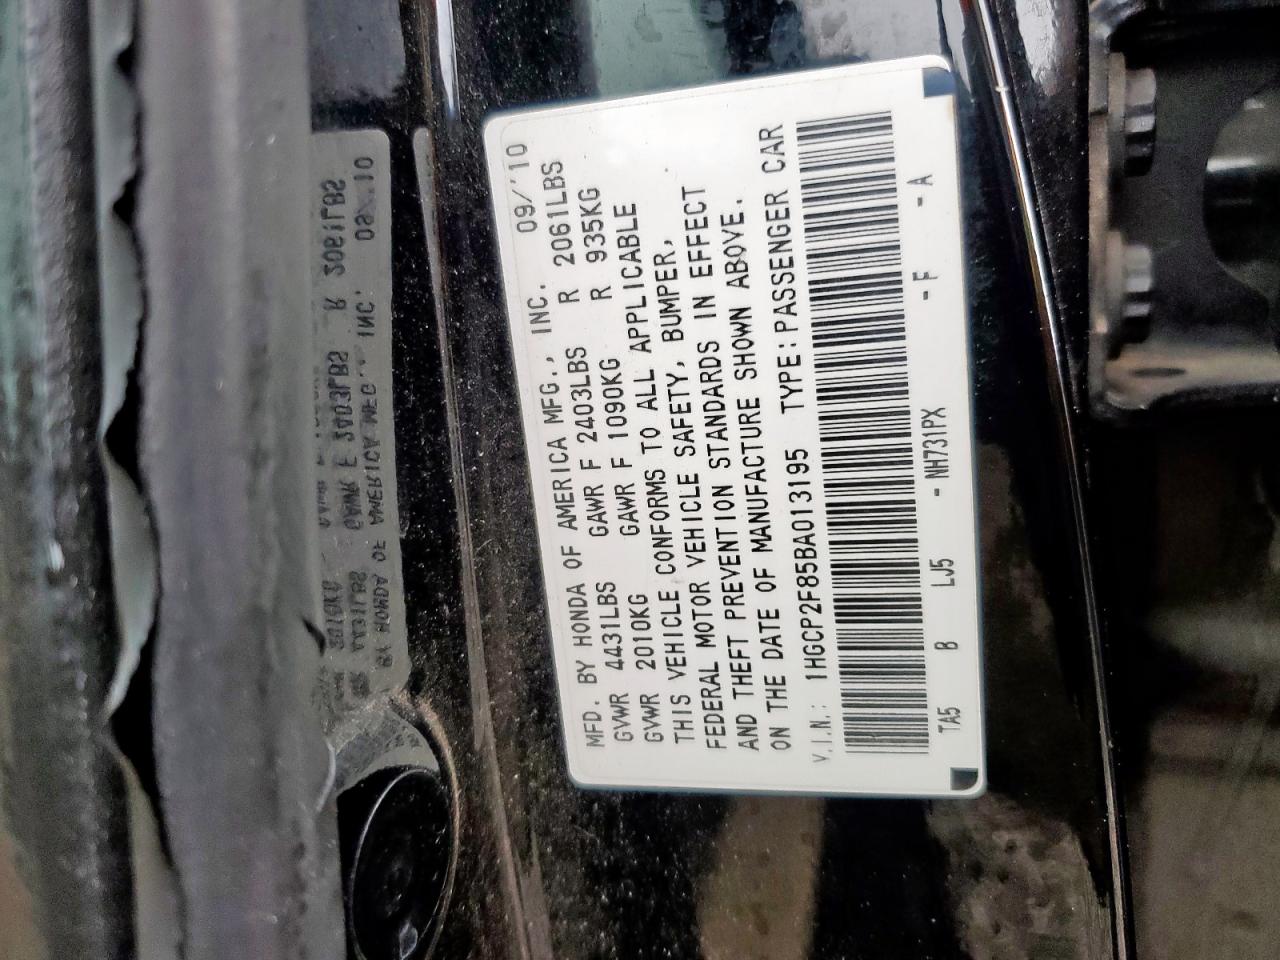 MFD. BY HONDA OF AMERICA MFG., INC. 09/'10
GVWR 4431LBS GAWR F 2403LBS R 2061LBS
GVWR 2010KG GAWR F 1090KG R 935KG
THIS VEHICLE CONFORMS TO ALL APPLICABLE
FEDERAL MOTOR VEHICLE SAFETY, BUMPER,
AND THEFT PREVENTION STANDARDS IN EFFECT
ON THE DATE OF MANUFACTURE SHOWN ABOVE.
V.I.N.: 1HGCP2F85BA013195 TYPE:PASSENGER CAR
TA5 B LJ5 - NH731PX - F - A